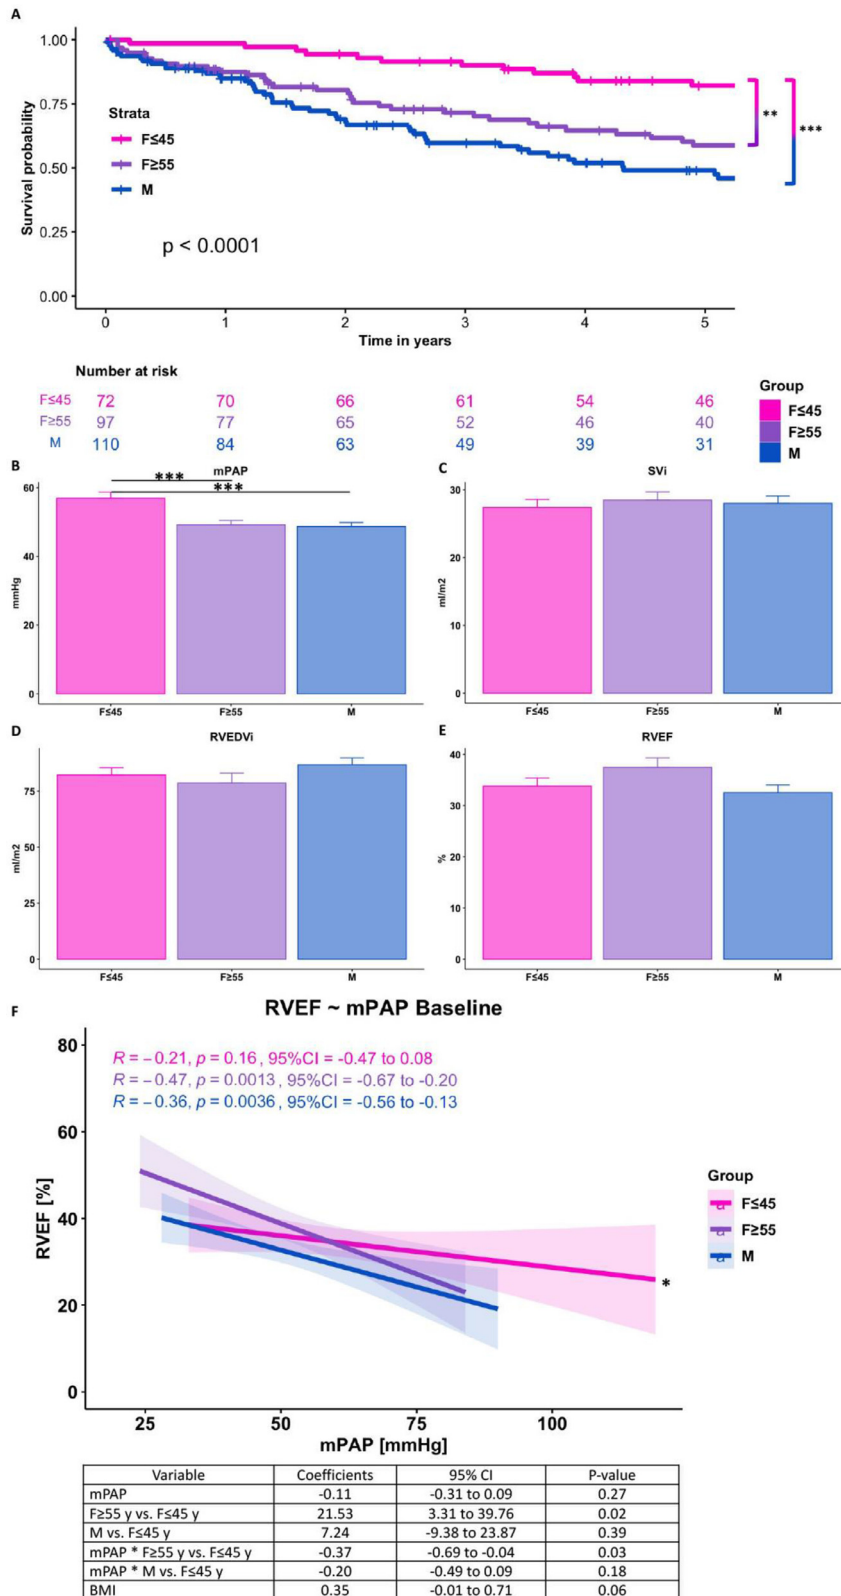 A
1.00
0.75
0.50
0.25
0.00
Survival probability
Strata
F≤45
F≥55
M
p < 0.0001
**
***
0 1 2 3 4 5
Time in years
Number at risk
F≤45 72 70 66 61 54 46
F≥55 97 77 65 52 46 40
M 110 84 63 49 39 31
Group
F≤45
F≥55
M
B
mPAP
***
***
60
40
20
0
mmHg
F≤45 F≥55 M
C
SVi
30
20
10
0
ml/m2
F≤45 F≥55 M
D
RVEDVi
75
50
25
0
ml/m2
F≤45 F≥55 M
E
RVEF
40
30
20
10
0
%
F≤45 F≥55 M
F
RVEF ~ mPAP Baseline
R = − 0.21, p = 0.16 , 95%CI = -0.47 to 0.08
R = − 0.47, p = 0.0013 , 95%CI = -0.67 to -0.20
R = − 0.36, p = 0.0036 , 95%CI = -0.56 to -0.13
80
60
40
20
0
RVEF [%]
*
Group
a F≤45
a F≥55
a M
25 50 75 100
mPAP [mmHg]
Variable Coefficients 95% CI P-value
mPAP -0.11 -0.31 to 0.09 0.27
F≥55 y vs. F≤45 y 21.53 3.31 to 39.76 0.02
M vs. F≤45 y 7.24 -9.38 to 23.87 0.39
mPAP * F≥55 y vs. F≤45 y -0.37 -0.69 to -0.04 0.03
mPAP * M vs. F≤45 y -0.20 -0.49 to 0.09 0.18
BMI 0.35 -0.01 to 0.71 0.06